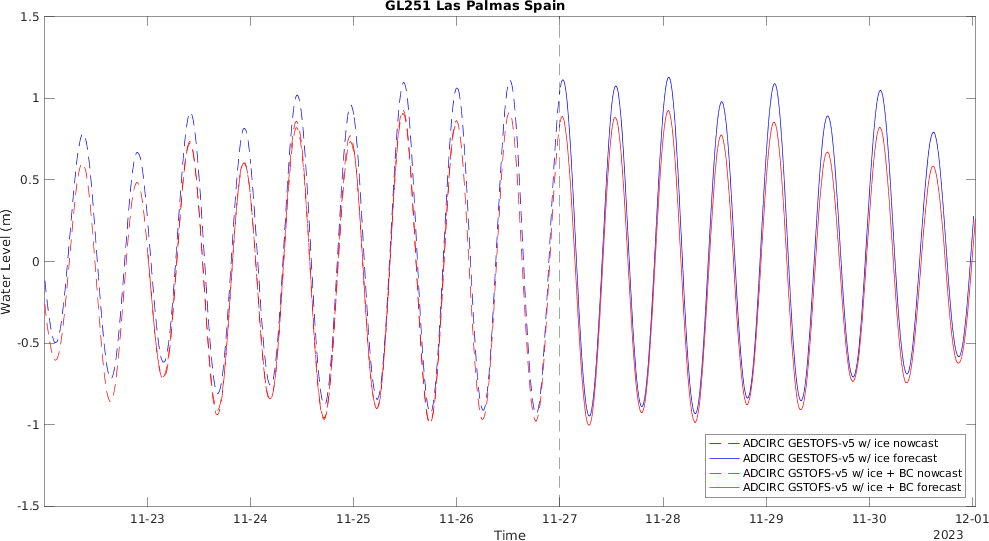 GL251 Las Palmas Spain
1.5
1
0.5
0
-0.5
-1
-1.5
Water Level (m)
ADCIRC GESTOFS-v5 w/ ice nowcast
ADCIRC GESTOFS-v5 w/ ice forecast
ADCIRC GSTOFS-v5 w/ ice + BC nowcast
ADCIRC GSTOFS-v5 w/ ice + BC forecast
11-23 11-24 11-25 11-26 11-27 11-28 11-29 11-30 12-01
Time
2023